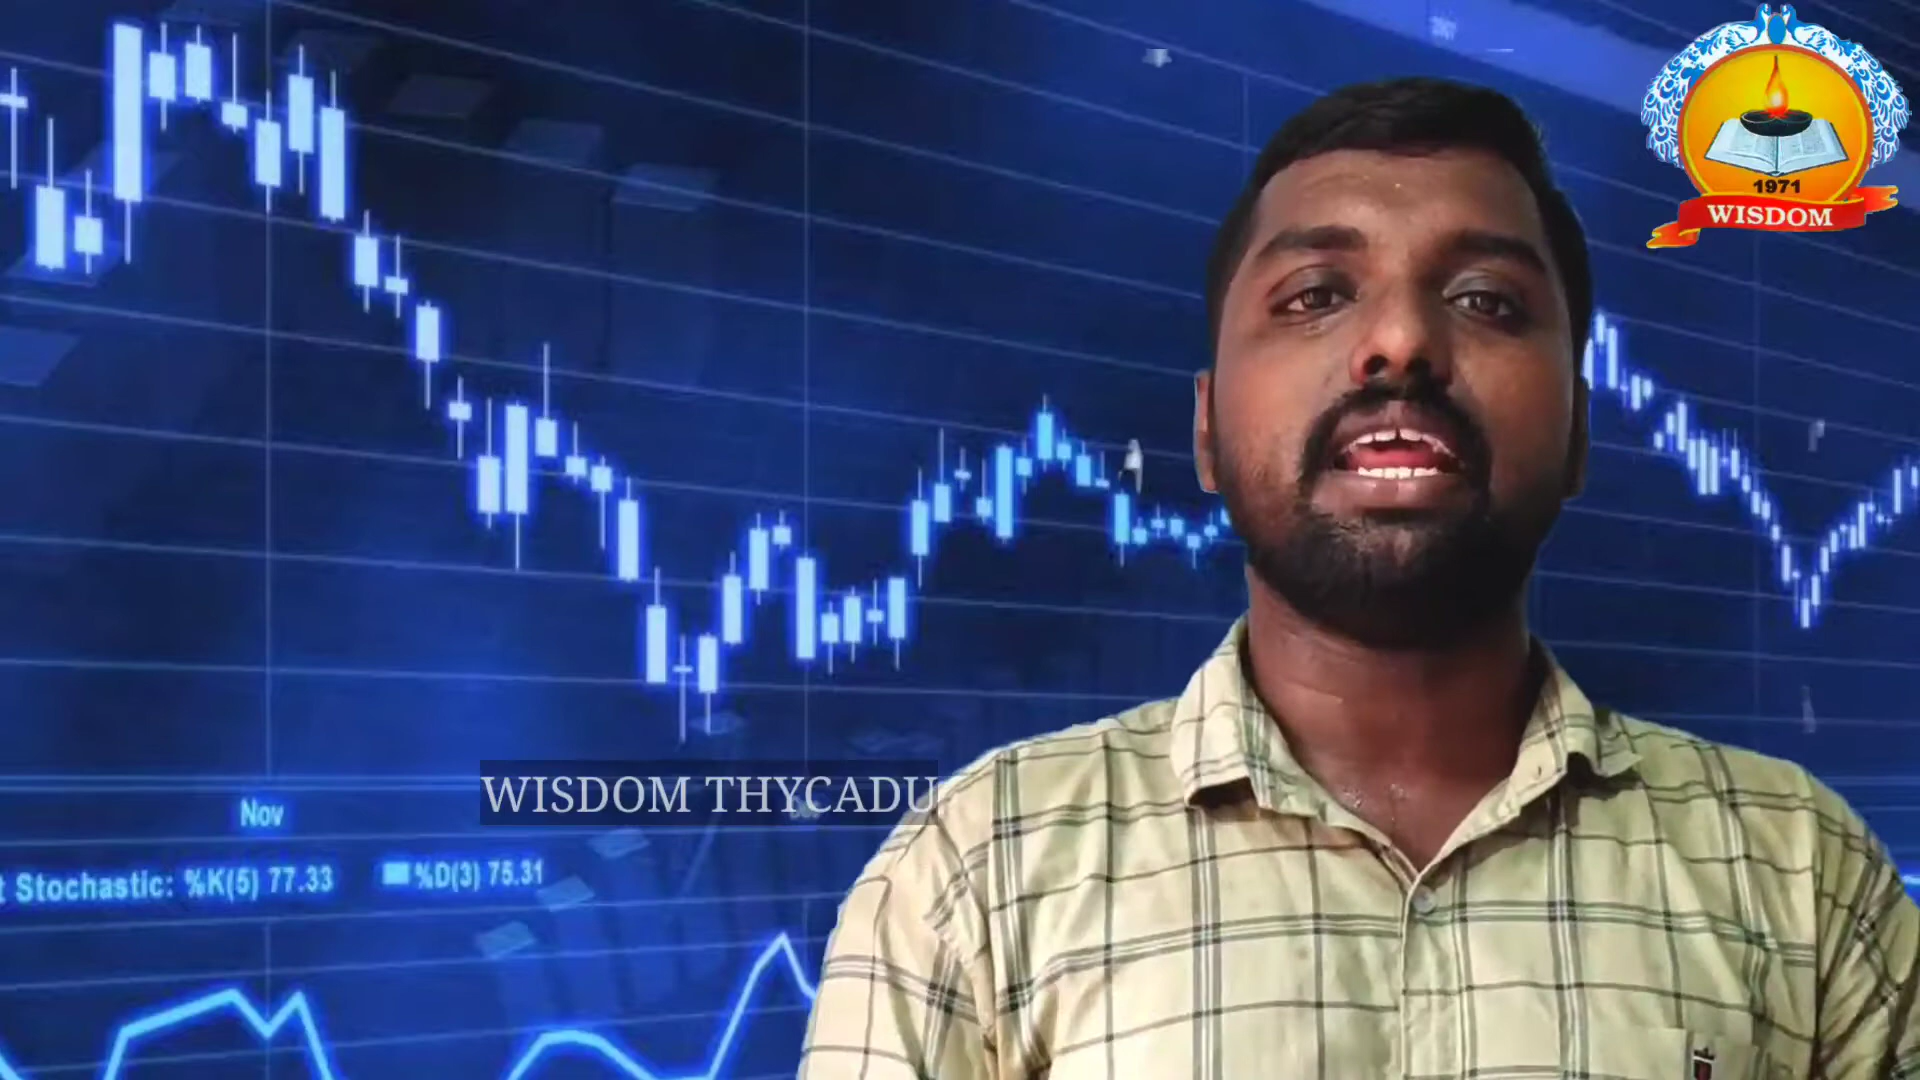 1971
WISDOM
WISDOM THYCADU
Nov
t Stochastic: %K(5) 77.33 %D(3) 75.31